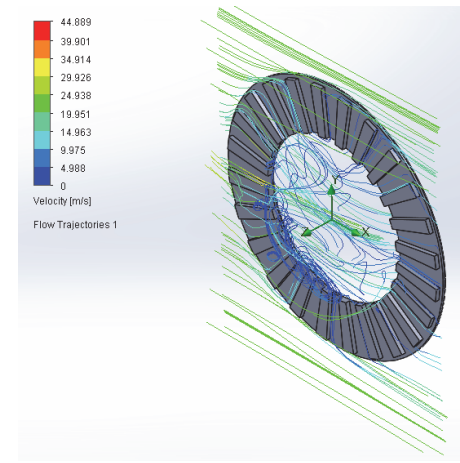 44.889
39.901
34.914
29.926
24.938
19.951
14.963
9.975
4.988
0
Velocity [m/s]
Flow Trajectories 1
Y
Z
X